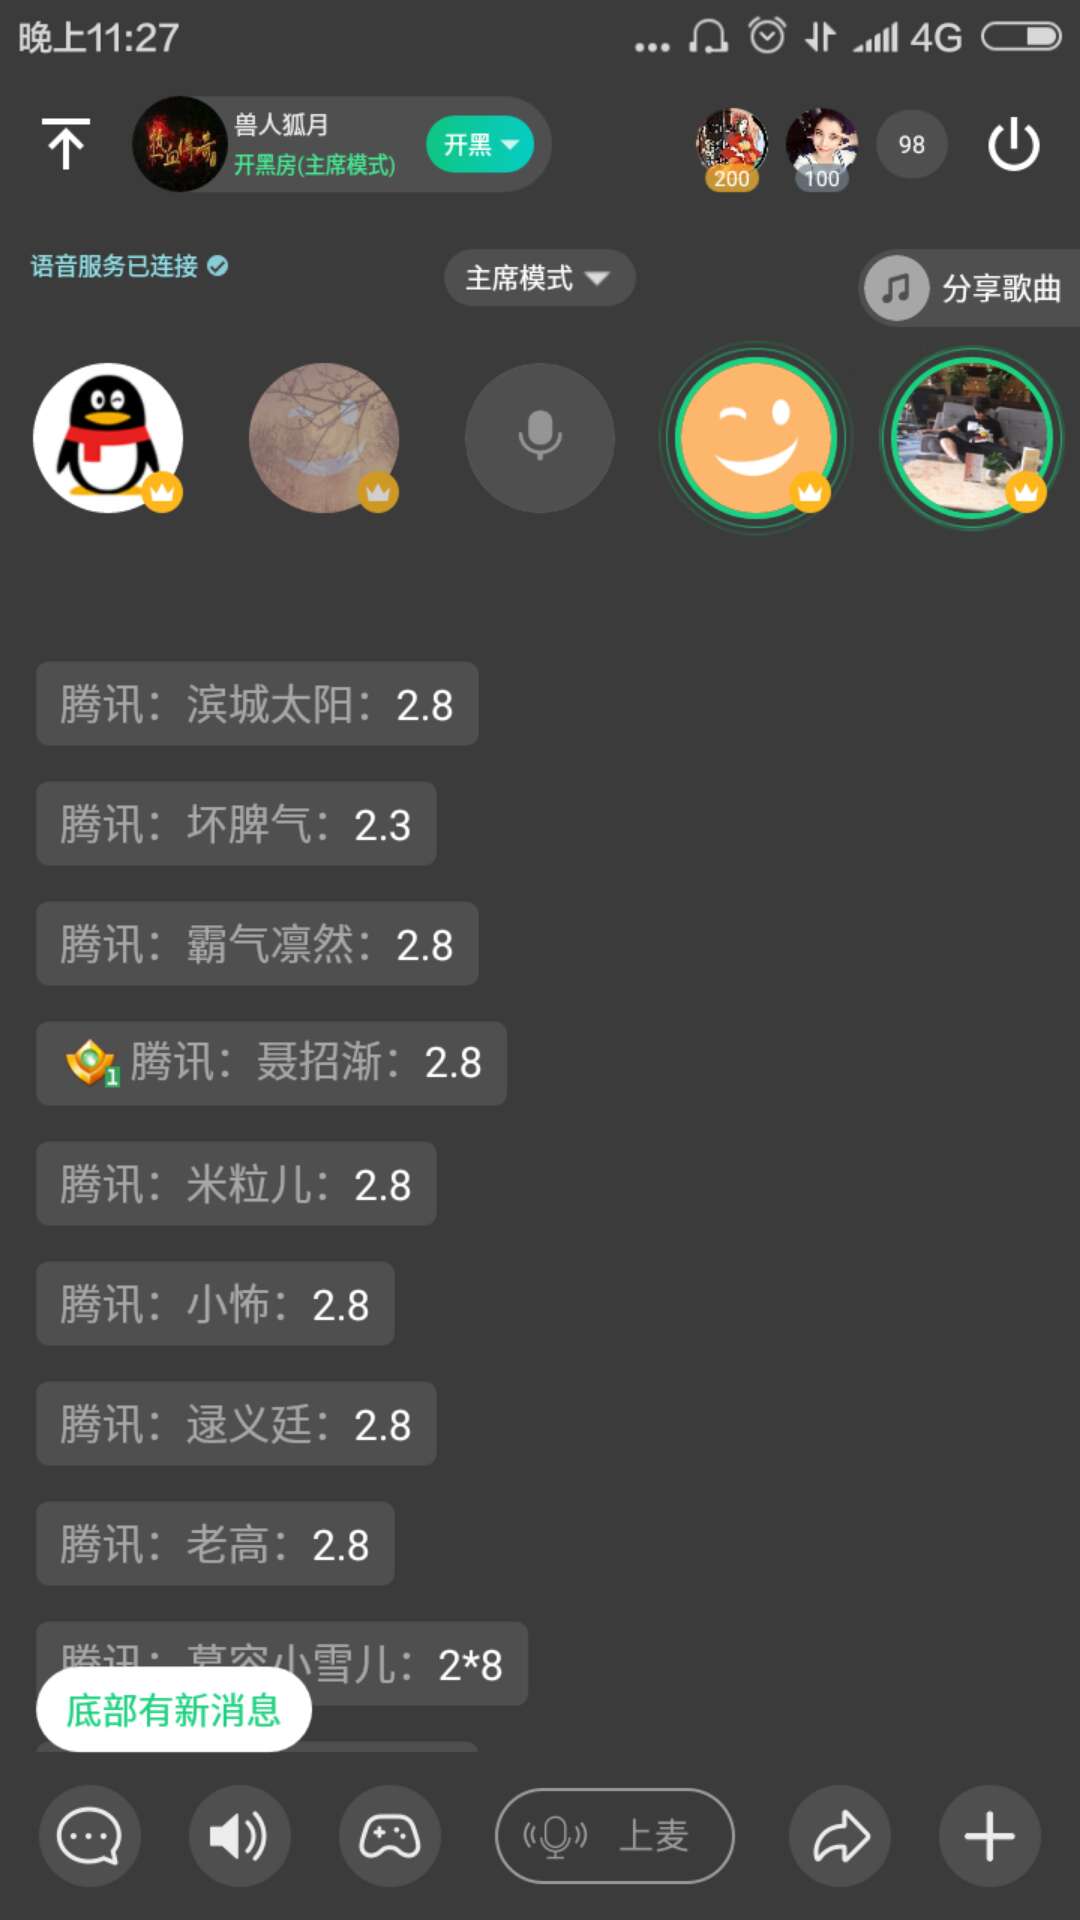 晚上11:27
4G
热血传奇
兽人狐月
开黑房(主席模式)
开黑
200
100
98
语音服务已连接
主席模式
分享歌曲
腾讯：滨城太阳：2.8
腾讯：坏脾气：2.3
腾讯：霸气凛然：2.8
1 腾讯：聂招渐：2.8
腾讯：米粒儿：2.8
腾讯：小怖：2.8
腾讯：逯义廷：2.8
腾讯：老高：2.8
腾讯：慕容小雪儿：2*8
底部有新消息
上麦